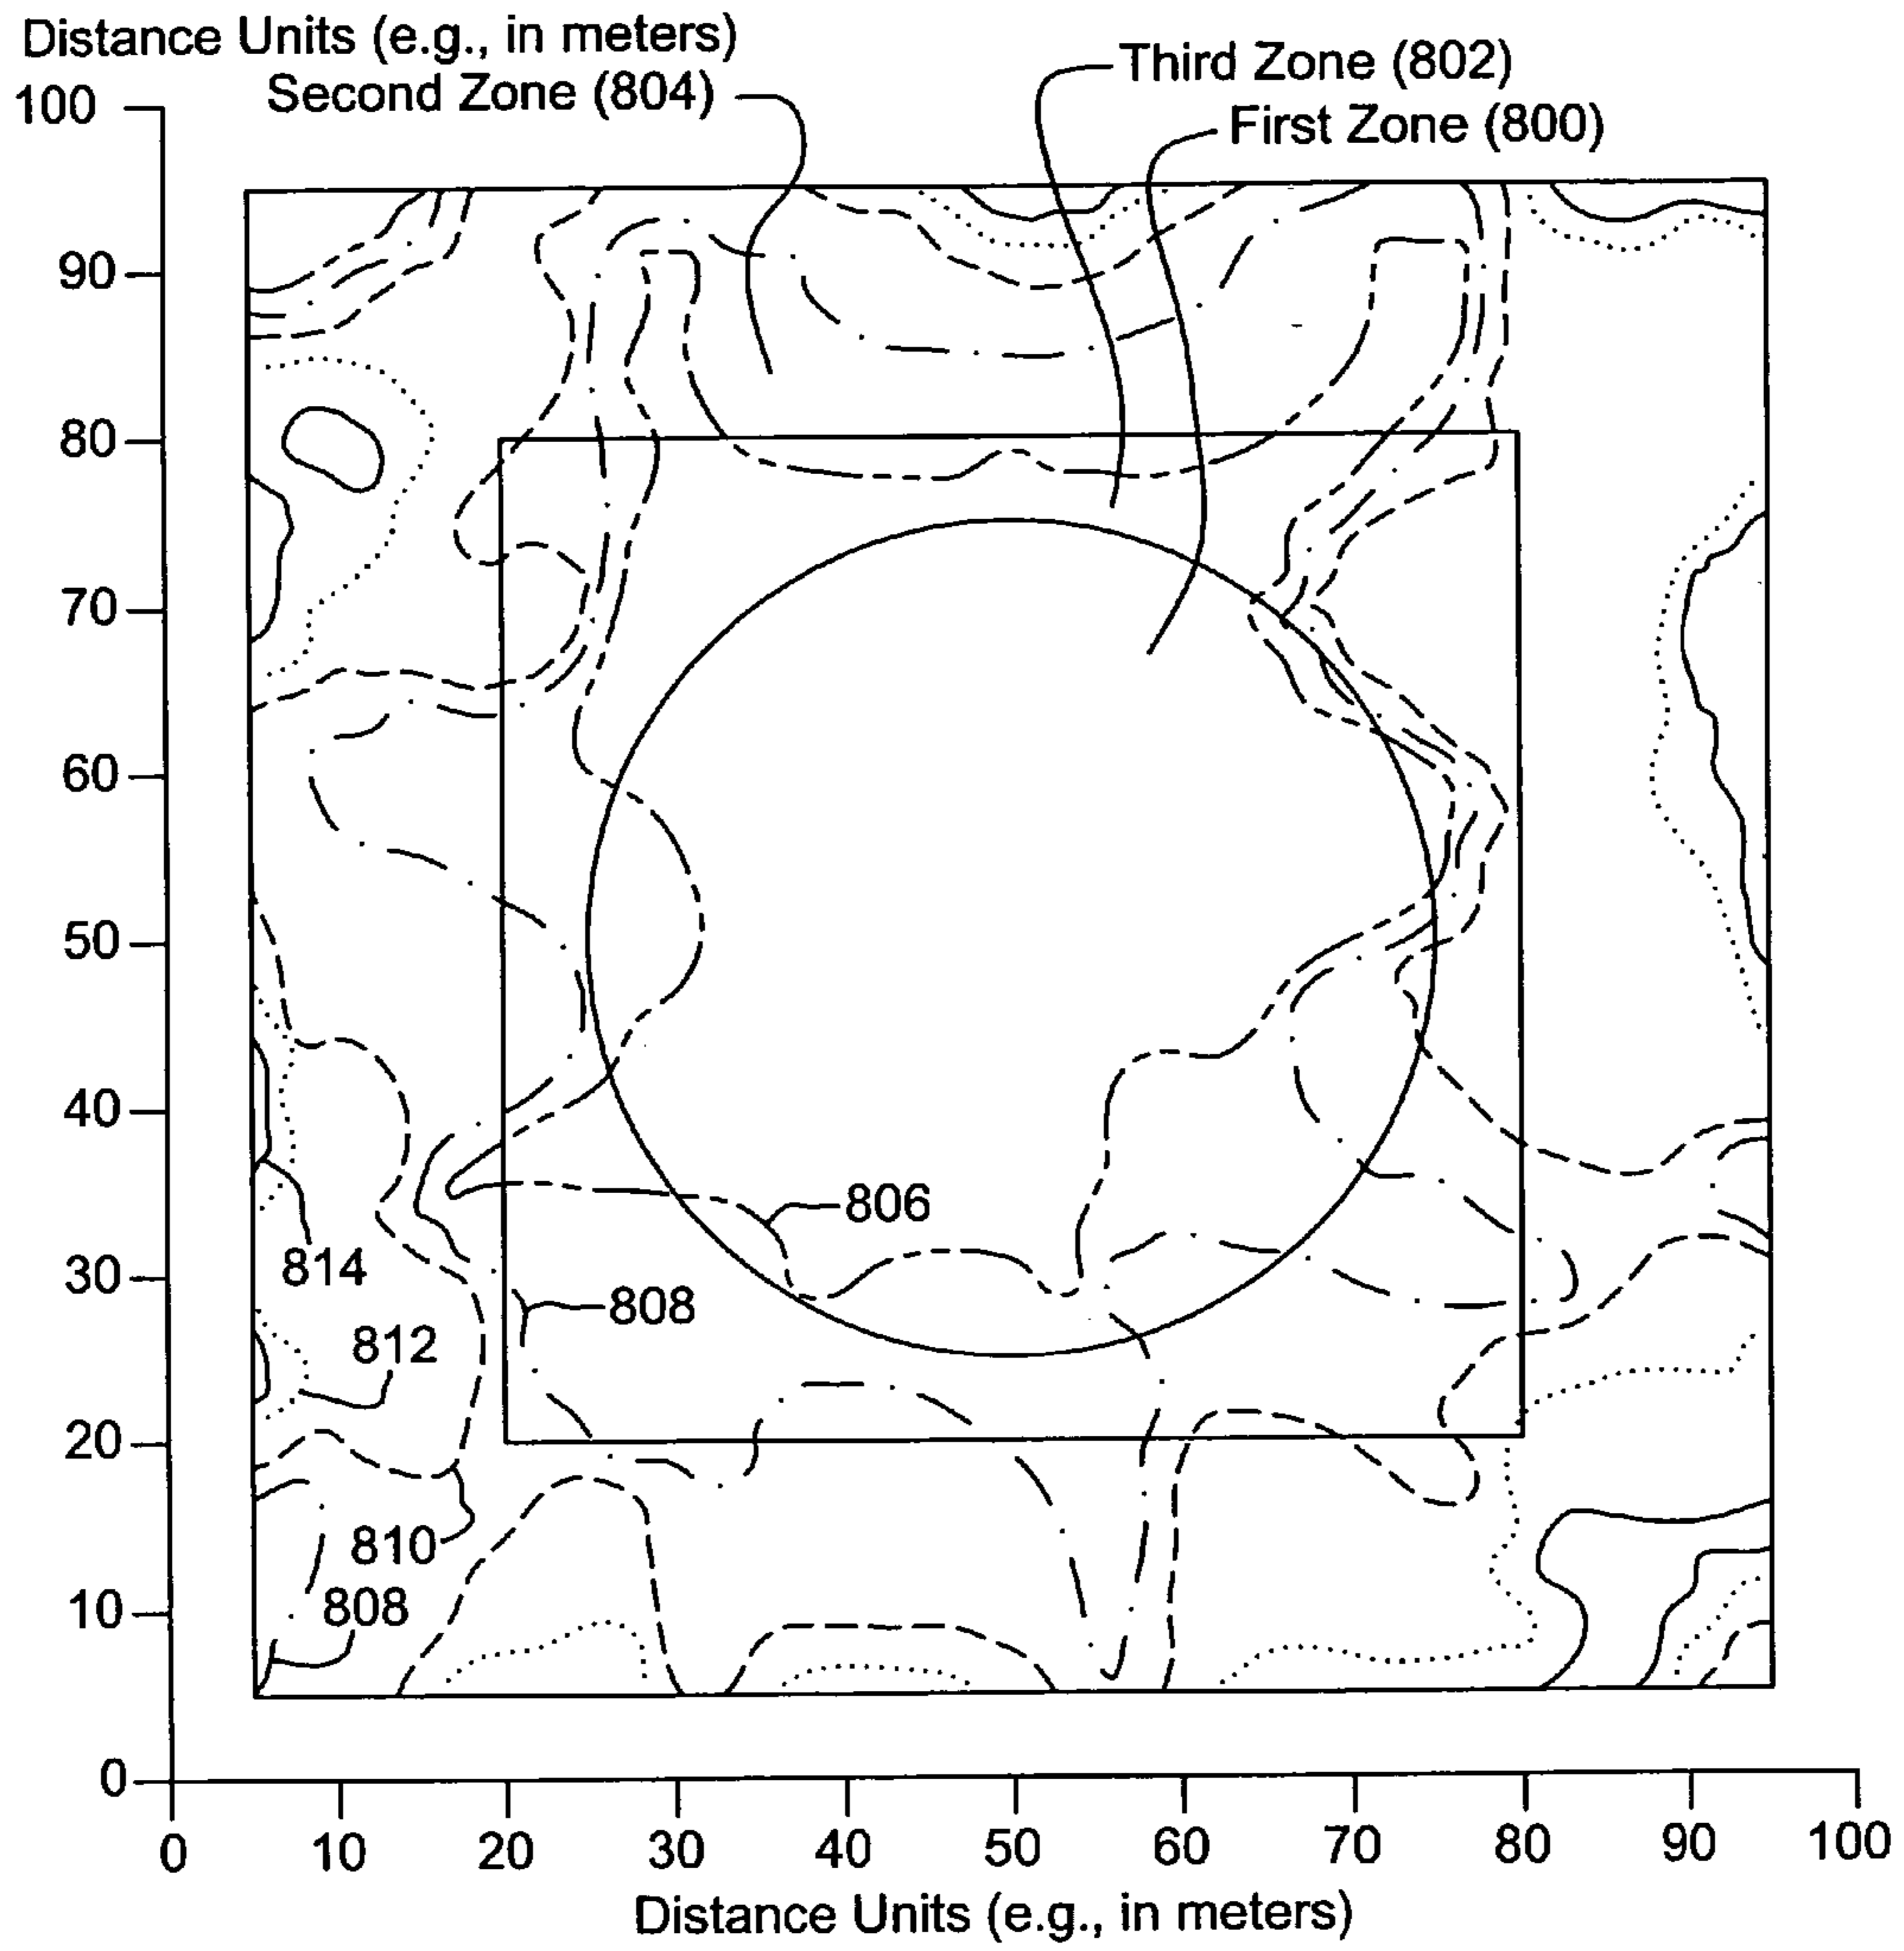 Distance Units (e.g., in meters)
Second Zone (804)
Third Zone (802)
First Zone (800)
100
90
80
70
60
50
40
30
20
10
0
806
814
808
812
810
808
0 10 20 30 40 50 60 70 80 90 100
Distance Units (e.g., in meters)